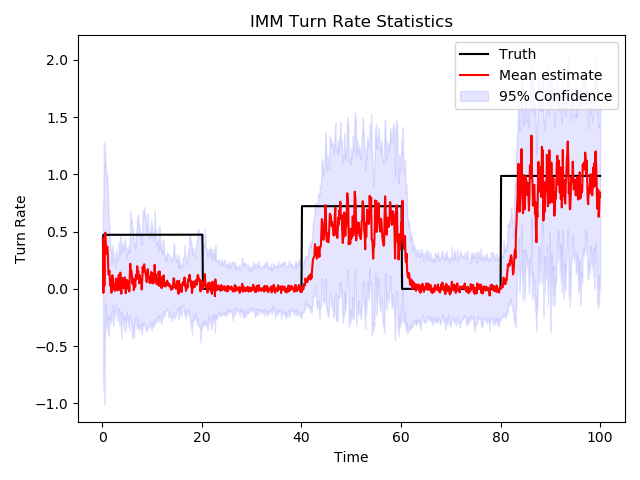 IMM Turn Rate Statistics
Truth
Mean estimate
95% Confidence
Turn Rate
2.0
1.5
1.0
0.5
0.0
−0.5
−1.0
0 20 40 60 80 100
Time